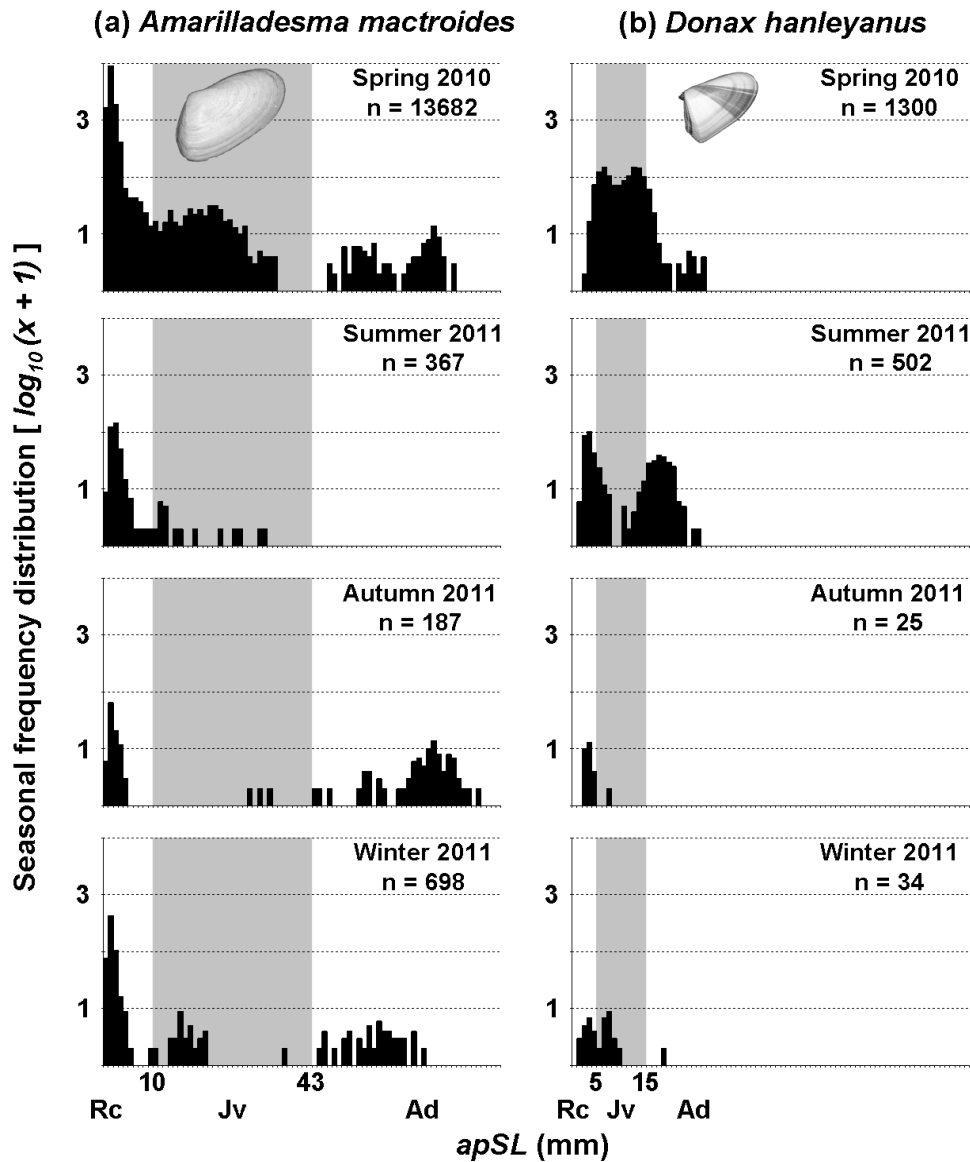 (a) Amarilladesma mactroides
(b) Donax hanleyanus
Seasonal frequency distribution [ log10 (x + 1) ]
Spring 2010
n = 13682
3
1
Spring 2010
n = 1300
3
1
Summer 2011
n = 367
3
1
Summer 2011
n = 502
3
1
Autumn 2011
n = 187
3
1
Autumn 2011
n = 25
3
1
Winter 2011
n = 698
3
1
Winter 2011
n = 34
3
1
10 43
5 15
Rc Jv Ad
Rc Jv Ad
apSL (mm)